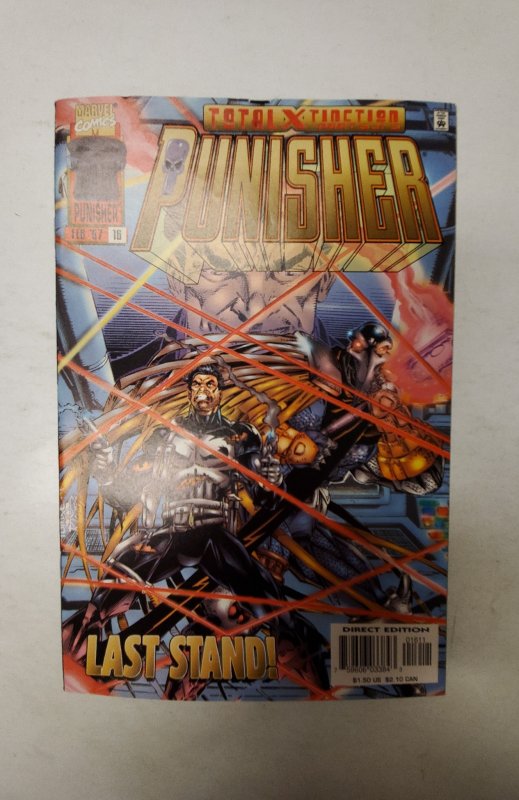 MARVEL
COMICS
PUNISHER
FEB '97
16
TOTAL X-TINCTION
PUNISHER
LAST STAND!
DIRECT EDITION
01611
$1.50 US $2.10 CAN